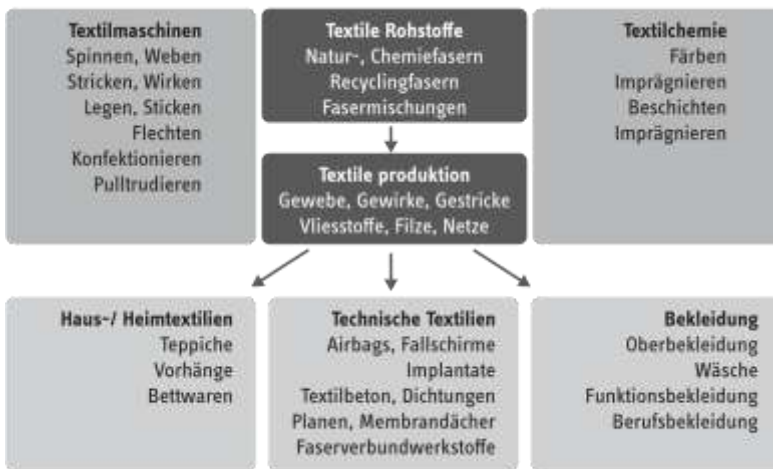 Textilmaschinen
Spinnen, Weben
Stricken, Wirken
Legen, Sticken
Flechten
Konfektionieren
Pulltrudieren
Textile Rohstoffe
Natur-, Chemiefasern
Recyclingfasern
Fasermischungen
Textile produktion
Gewebe, Gewirke, Gestricke
Vliesstoffe, Filze, Netze
Textilchemie
Färben
Imprägnieren
Beschichten
Imprägnieren
Haus-/ Heimtextilien
Teppiche
Vorhänge
Bettwaren
Technische Textilien
Airbags, Fallschirme
Implantate
Textilbeton, Dichtungen
Planen, Membrandächer
Faserverbundwerkstoffe
Bekleidung
Oberbekleidung
Wäsche
Funktionsbekleidung
Berufsbekleidung